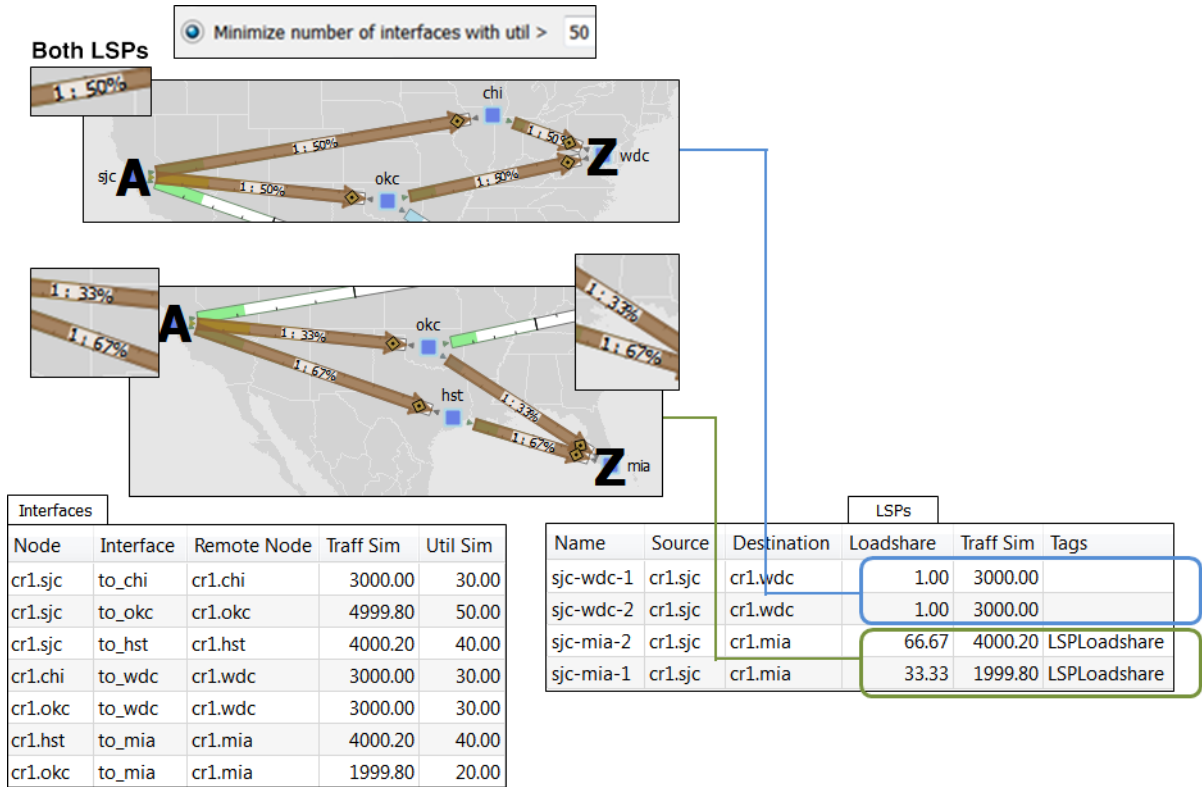 Minimize number of interfaces with util > 50
Both LSPs
1 : 50%
chi
1 : 50%
1 : 50%
sjc A
Z wdc
okc
1 : 50%
1 : 50%
1 : 33%
1 : 67%
1 : 33%
1 : 67%
A
okc
1 : 33%
1 : 67%
hst
1 : 33%
1 : 67%
Z mia
Interfaces
Node Interface Remote Node Traff Sim Util Sim
cr1.sjc to_chi cr1.chi 3000.00 30.00
cr1.sjc to_okc cr1.okc 4999.80 50.00
cr1.sjc to_hst cr1.hst 4000.20 40.00
cr1.chi to_wdc cr1.wdc 3000.00 30.00
cr1.okc to_wdc cr1.wdc 3000.00 30.00
cr1.hst to_mia cr1.mia 4000.20 40.00
cr1.okc to_mia cr1.mia 1999.80 20.00
LSPs
Name Source Destination Loadshare Traff Sim Tags
sjc-wdc-1 cr1.sjc cr1.wdc 1.00 3000.00
sjc-wdc-2 cr1.sjc cr1.wdc 1.00 3000.00
sjc-mia-2 cr1.sjc cr1.mia 66.67 4000.20 LSPLoadshare
sjc-mia-1 cr1.sjc cr1.mia 33.33 1999.80 LSPLoadshare